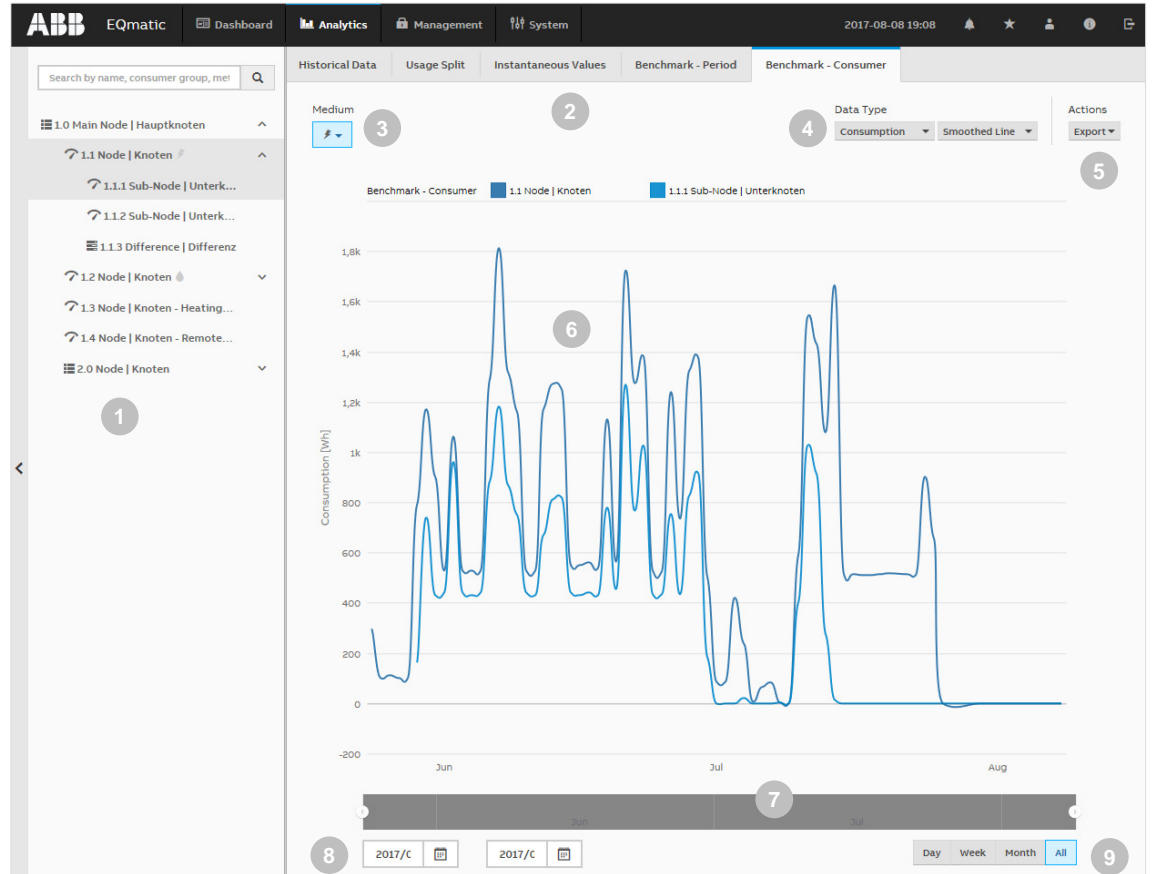 ABB EQmatic Dashboard Analytics Management System 2017-08-08 19:08
Historical Data Usage Split Instantaneous Values Benchmark - Period Benchmark - Consumer
Search by name, consumer group, met
1.0 Main Node | Hauptknoten
1.1 Node | Knoten
1.1.1 Sub-Node | Unterk...
1.1.2 Sub-Node | Unterk...
1.1.3 Difference | Differenz
1.2 Node | Knoten
1.3 Node | Knoten - Heating...
1.4 Node | Knoten - Remote...
2.0 Node | Knoten
1
2
Medium
3
Data Type
4 Consumption Smoothed Line
Actions
Export
5
Benchmark - Consumer 1.1 Node | Knoten 1.1.1 Sub-Node | Unterknoten
Consumption [Wh]
1,8k
1,6k
1,4k
1,2k
1k
800
600
400
200
0
-200
6
Jun Jul Aug
7
Jun Jul
8 2017/0 2017/0
Day Week Month All 9